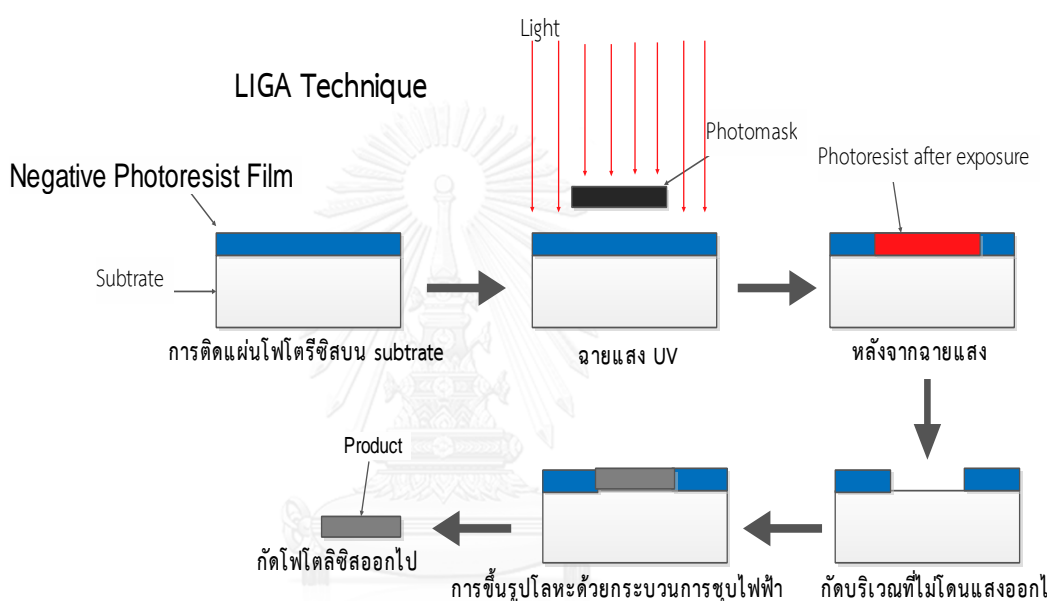 Light
LIGA Technique
Photomask
Photoresist after exposure
Negative Photoresist Film
Subtrate
การติดแผ่นโฟโตรีซิสบน subtrate
ฉายแสง UV
หลังจากฉายแสง
Product
กัดโฟโตลิซิสออกไป
การขึ้นรูปโลหะด้วยกระบวนการชุบไฟฟ้า
กัดบริเวณที่ไม่โดนแสงออกไ